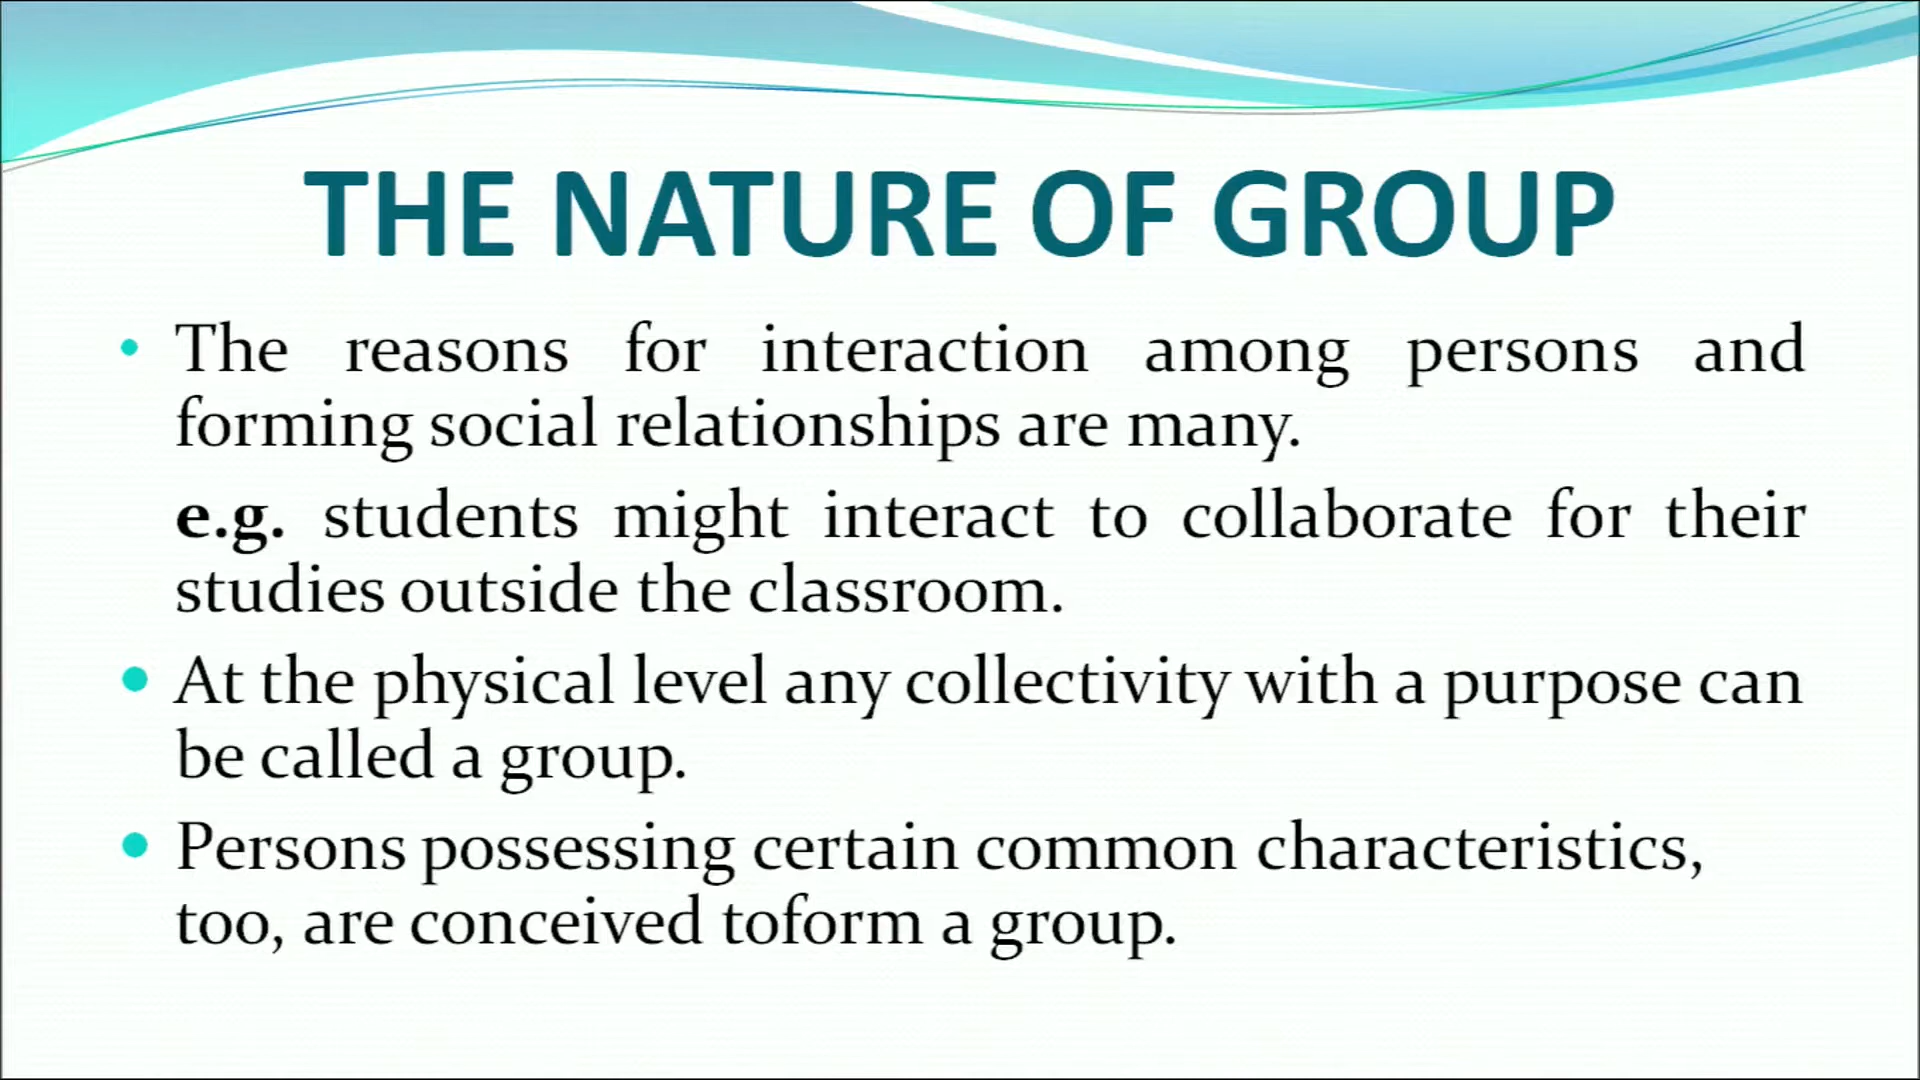 THE NATURE OF GROUP
• The reasons for interaction among persons and
forming social relationships are many.
e.g. students might interact to collaborate for their
studies outside the classroom.
• At the physical level any collectivity with a purpose can
be called a group.
• Persons possessing certain common characteristics,
too, are conceived toform a group.